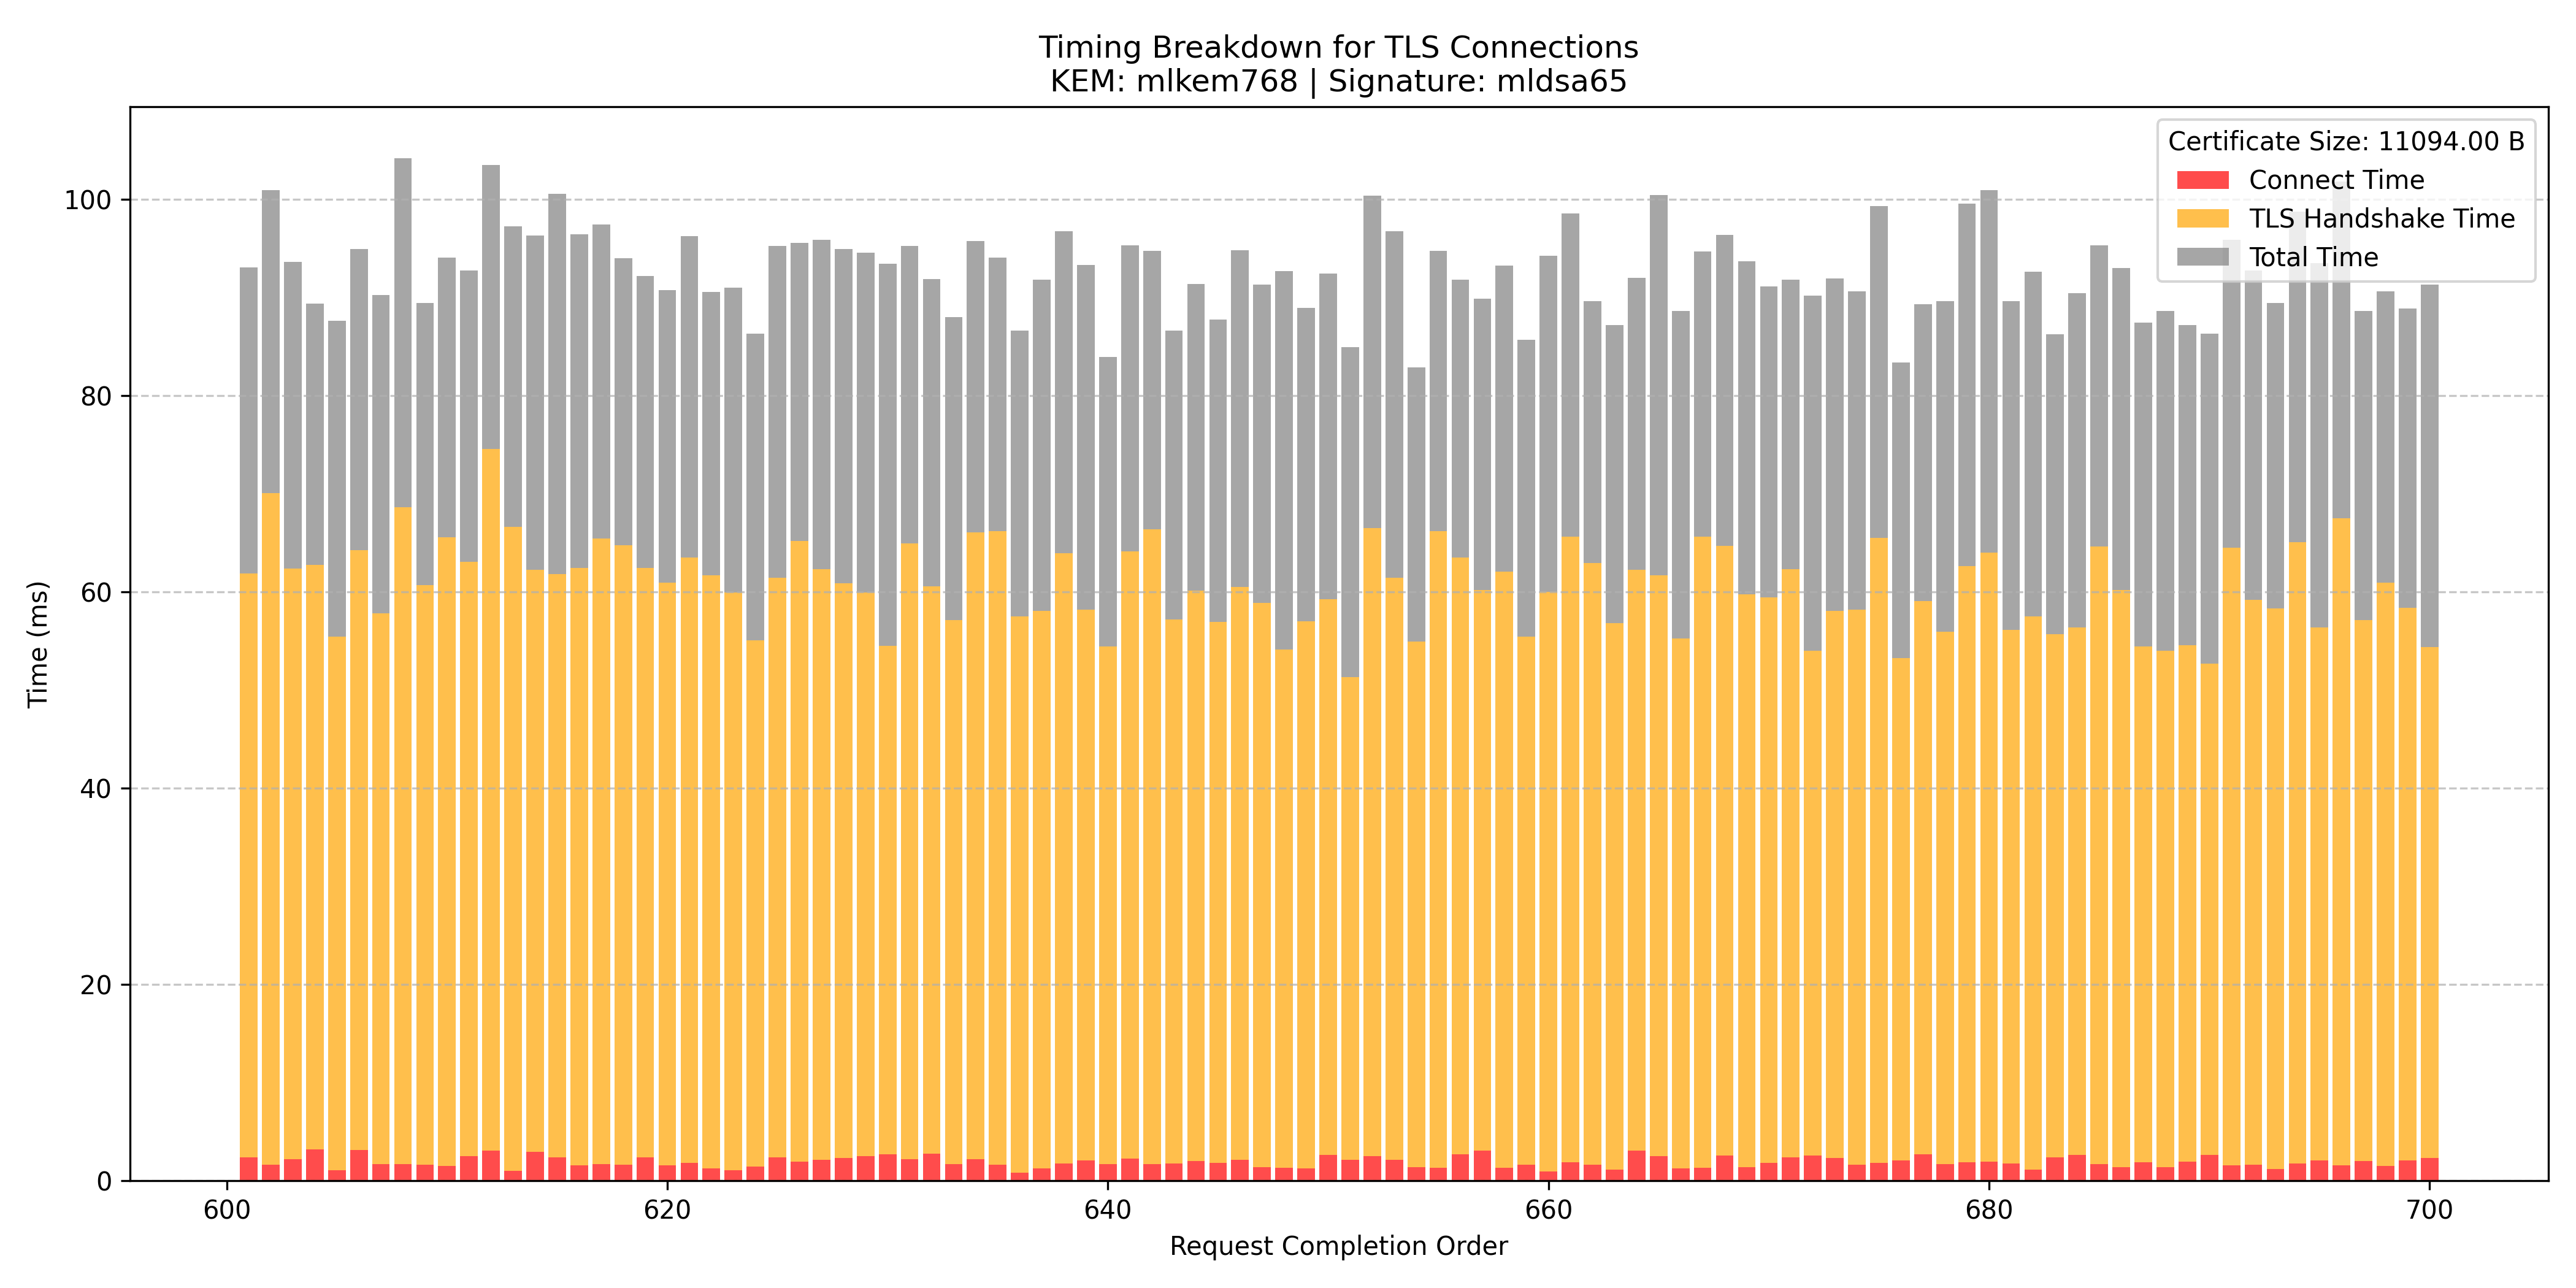 Timing Breakdown for TLS Connections
KEM: mlkem768 | Signature: mldsa65
Certificate Size: 11094.00 B
Connect Time
TLS Handshake Time
Total Time
Time (ms)
100
80
60
40
20
0
600 620 640 660 680 700
Request Completion Order